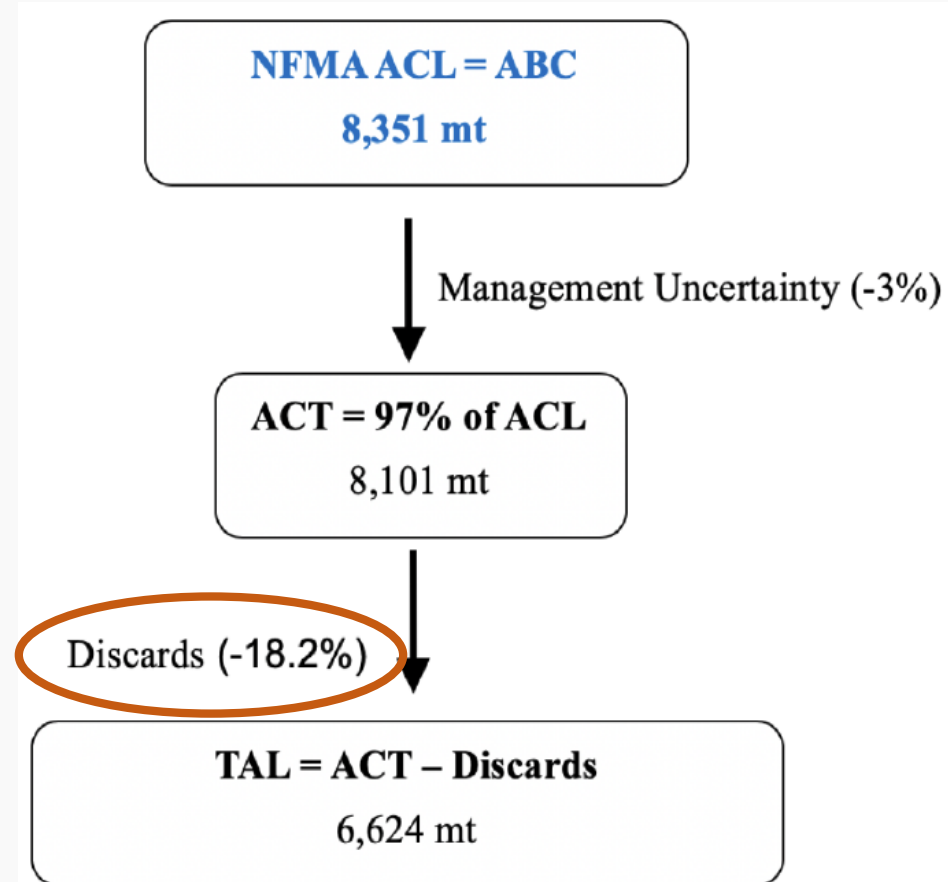 NFMA ACL = ABC
8,351 mt
Management Uncertainty (-3%)
ACT = 97% of ACL
8,101 mt
Discards (-18.2%)
TAL = ACT – Discards
6,624 mt